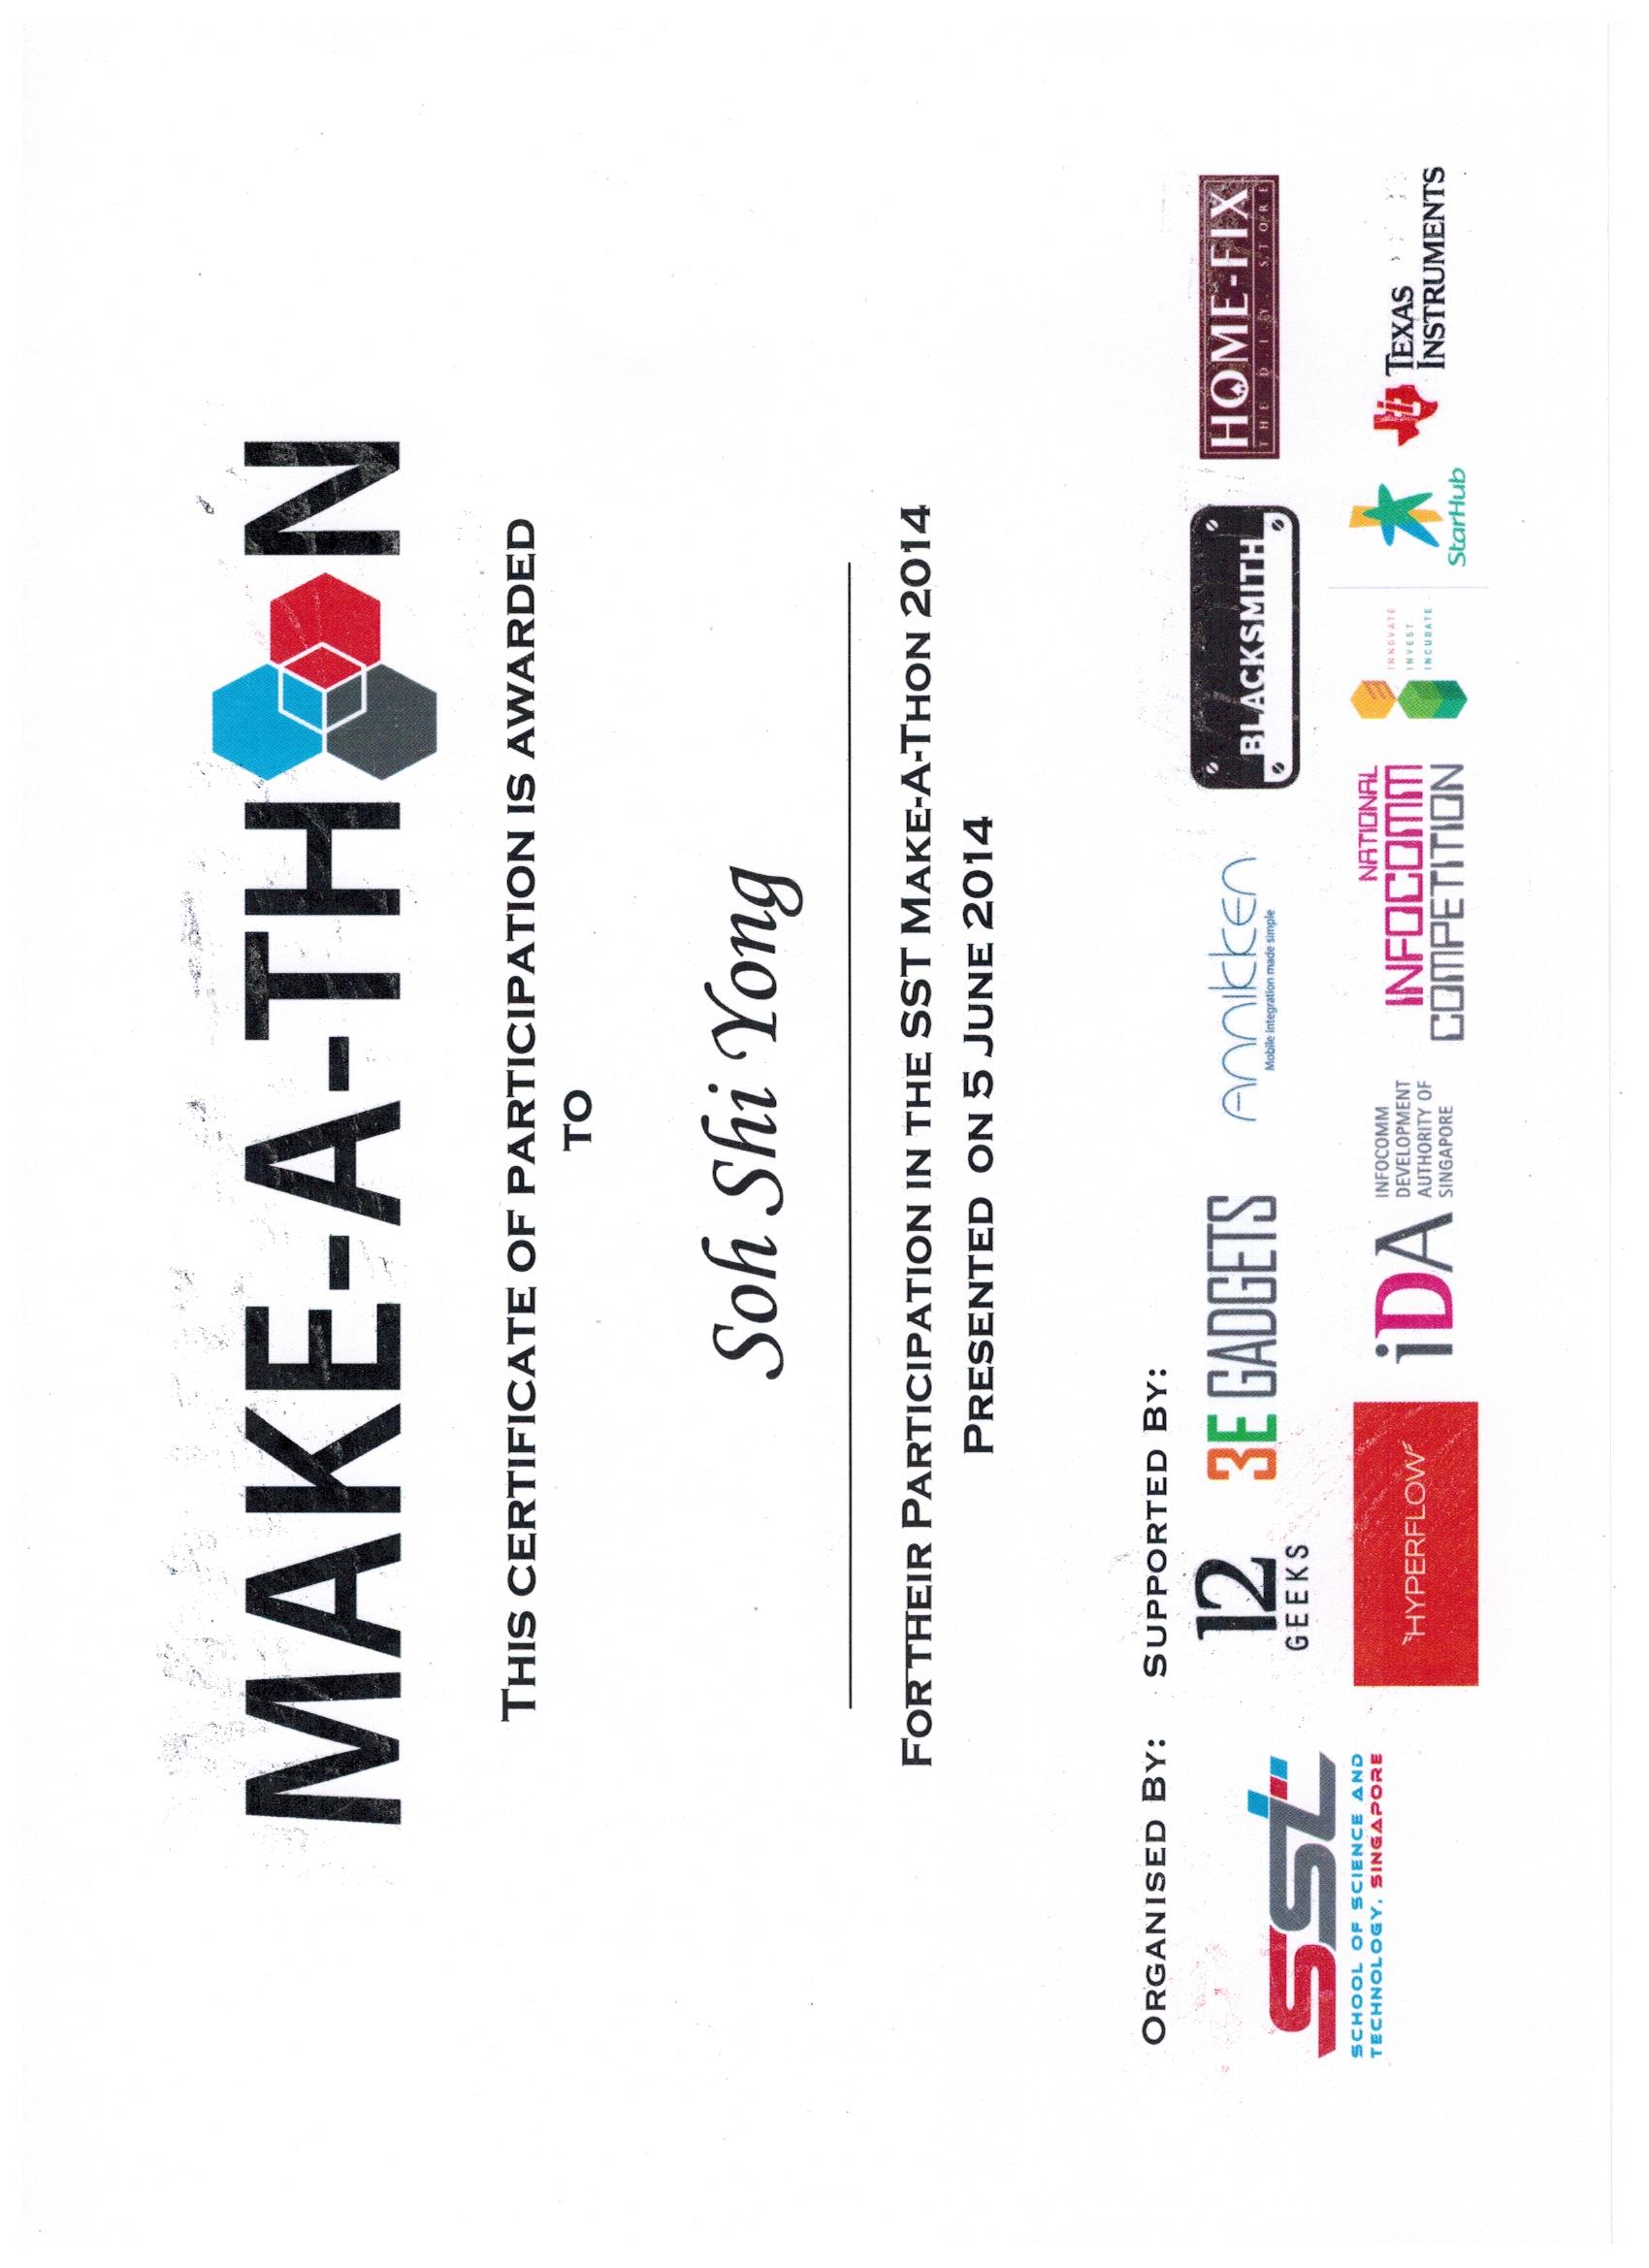 MAKE-A-THON
THIS CERTIFICATE OF PARTICIPATION IS AWARDED
TO
Soh Shi Yong
FOR THEIR PARTICIPATION IN THE SST MAKE-A-THON 2014
PRESENTED ON 5 JUNE 2014
ORGANISED BY:
SUPPORTED BY:
SST
SCHOOL OF SCIENCE AND
TECHNOLOGY, SINGAPORE
12
GEEKS
3E GADGETS
annikken
Mobile integration made simple
BLACKSMITH
HOME-FIX
THE D.I.Y. STORE
HYPERFLOW
iDA
INFOCOMM
DEVELOPMENT
AUTHORITY OF
SINGAPORE
NATIONAL
INFOCOMM
COMPETITION
INNOVATE
INVEST
INCUBATE
StarHub
TEXAS
INSTRUMENTS